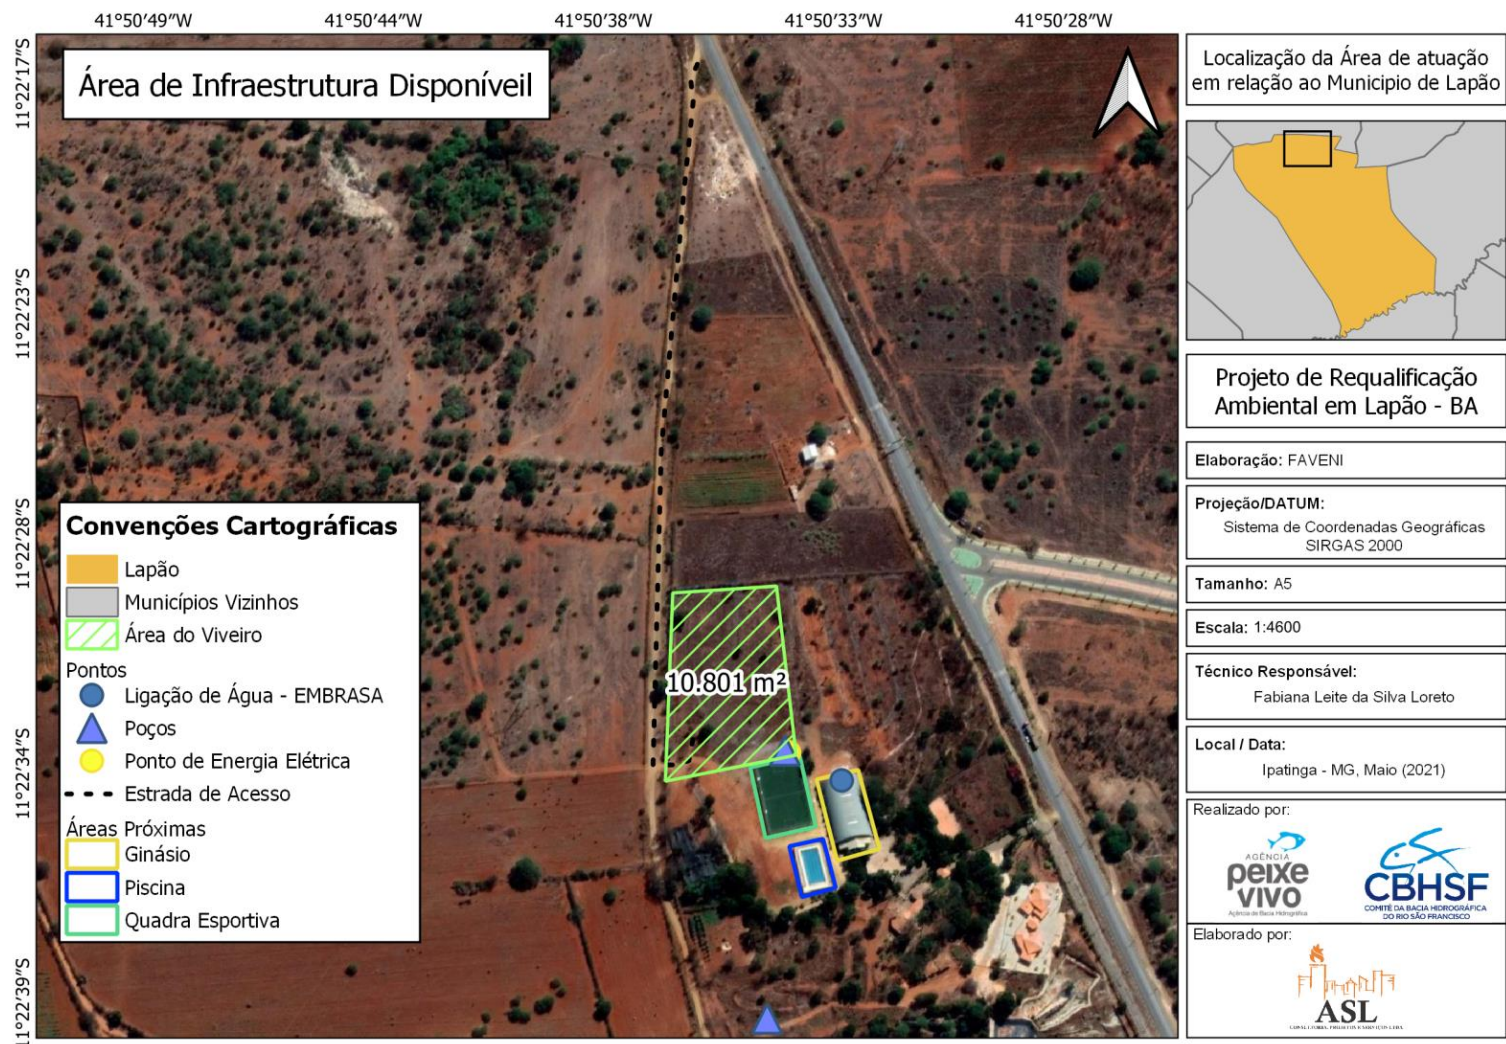 41°50'49"W
41°50'44"W
41°50'38"W
41°50'33"W
41°50'28"W
11°22'17"S
11°22'23"S
11°22'28"S
11°22'34"S
11°22'39"S
Área de Infraestrutura Disponíveil
10.801 m²
Convenções Cartográficas
Lapão
Municípios Vizinhos
Área do Viveiro
Pontos
Ligação de Água - EMBRASA
Poços
Ponto de Energia Elétrica
Estrada de Acesso
Áreas Próximas
Ginásio
Piscina
Quadra Esportiva
Localização da Área de atuação
em relação ao Municipio de Lapão
Projeto de Requalificação
Ambiental em Lapão - BA
Elaboração: FAVENI
Projeção/DATUM:
Sistema de Coordenadas Geográficas
SIRGAS 2000
Tamanho: A5
Escala: 1:4600
Técnico Responsável:
Fabiana Leite da Silva Loreto
Local / Data:
Ipatinga - MG, Maio (2021)
Realizado por:
AGÊNCIA
peixe
vivo
Agência de Bacia Hidrográfica
CBHSF
COMITÊ DA BACIA HIDROGRÁFICA
DO RIO SÃO FRANCISCO
Elaborado por:
ASL